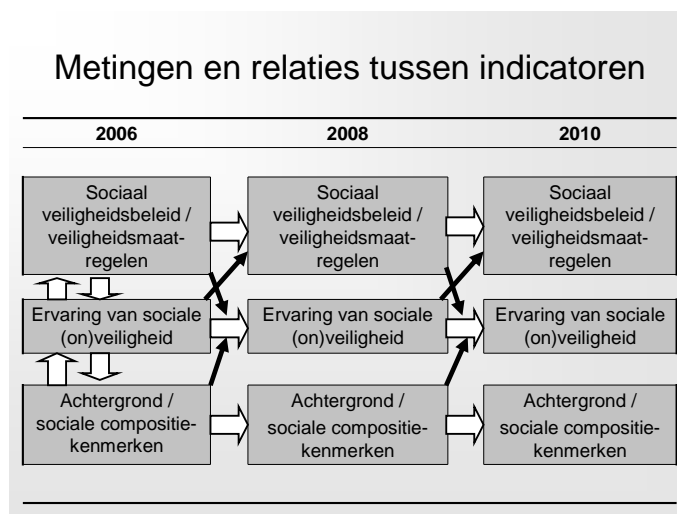 Metingen en relaties tussen indicatoren
2006
2008
2010
Sociaal
veiligheidsbeleid /
veiligheidsmaat-
regelen
Sociaal
veiligheidsbeleid /
veiligheidsmaat-
regelen
Sociaal
veiligheidsbeleid /
veiligheidsmaat-
regelen
Ervaring van sociale
(on)veiligheid
Ervaring van sociale
(on)veiligheid
Ervaring van sociale
(on)veiligheid
Achtergrond /
sociale compositie-
kenmerken
Achtergrond /
sociale compositie-
kenmerken
Achtergrond /
sociale compositie-
kenmerken